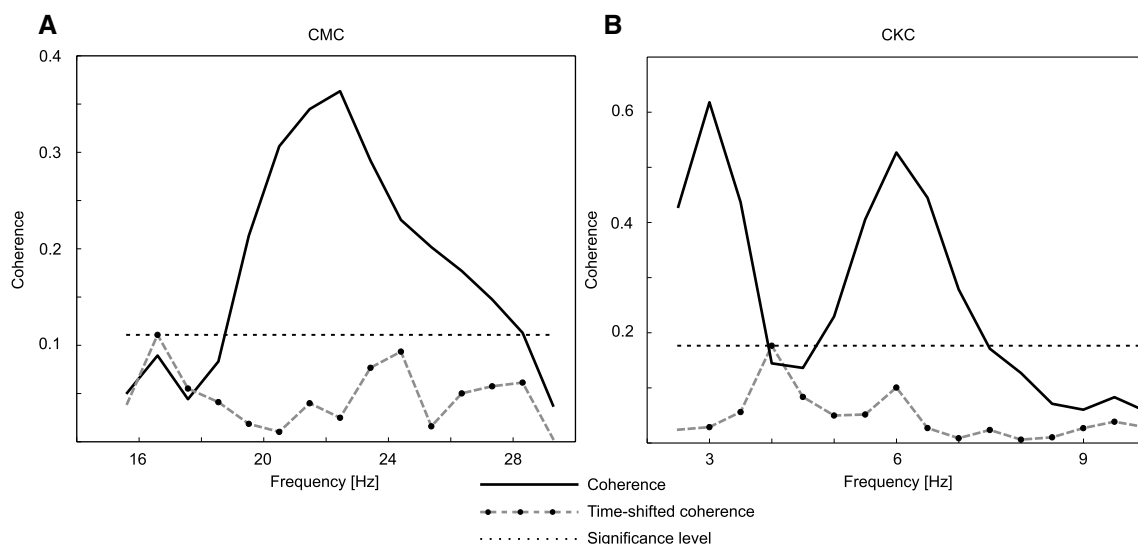 A
CMC
0.4
0.3
0.2
0.1
Coherence
16
20
24
28
Frequency [Hz]
B
CKC
0.6
0.4
0.2
Coherence
3
6
9
Frequency [Hz]
Coherence
Time-shifted coherence
Significance level